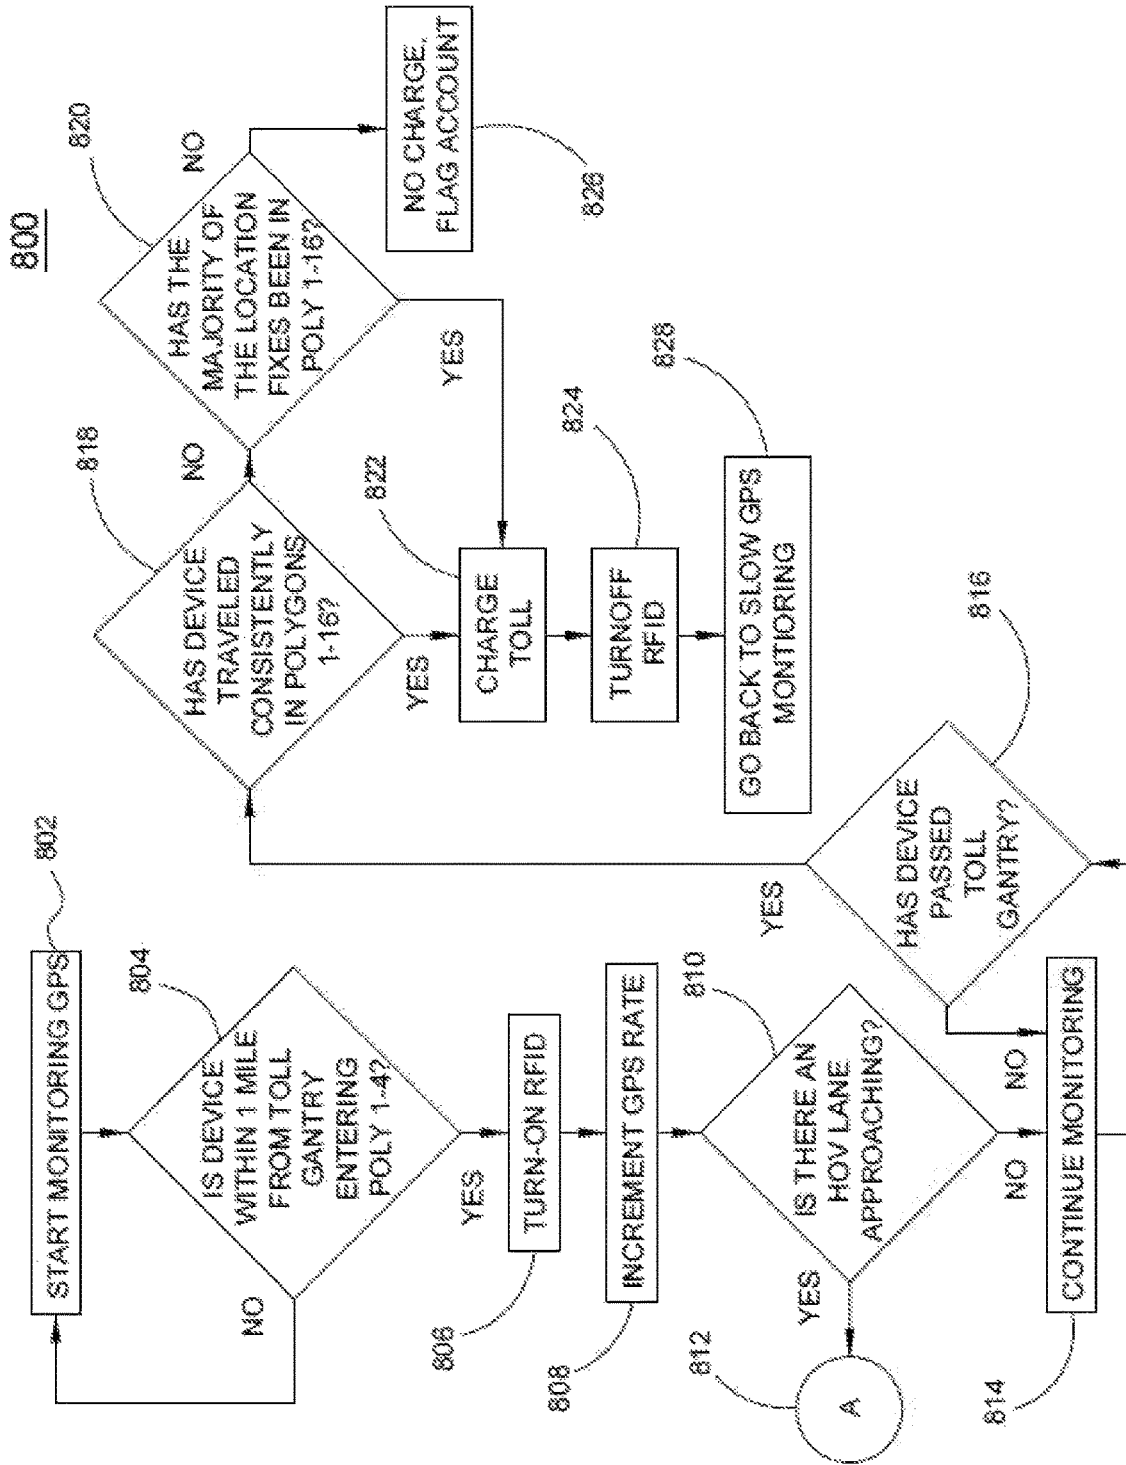 800
802
START MONITORING GPS
804
IS DEVICE
WITHIN 1 MILE
FROM TOLL
GANTRY
ENTERING
POLY 1-4?
NO
YES
806
TURN-ON RFID
808
INCREMENT GPS RATE
810
IS THERE AN
HOV LANE
APPROACHING?
YES
NO
812
A
814
CONTINUE MONITORING
816
HAS DEVICE
PASSED
TOLL
GANTRY?
NO
YES
818
HAS DEVICE
TRAVELED
CONSISTENTLY
IN POLYGONS
1-16?
NO
YES
820
HAS THE
MAJORITY OF
THE LOCATION
FIXES BEEN IN
POLY 1-16?
NO
YES
822
CHARGE
TOLL
824
TURNOFF
RFID
826
NO CHARGE,
FLAG ACCOUNT
828
GO BACK TO SLOW GPS
MONTIORING